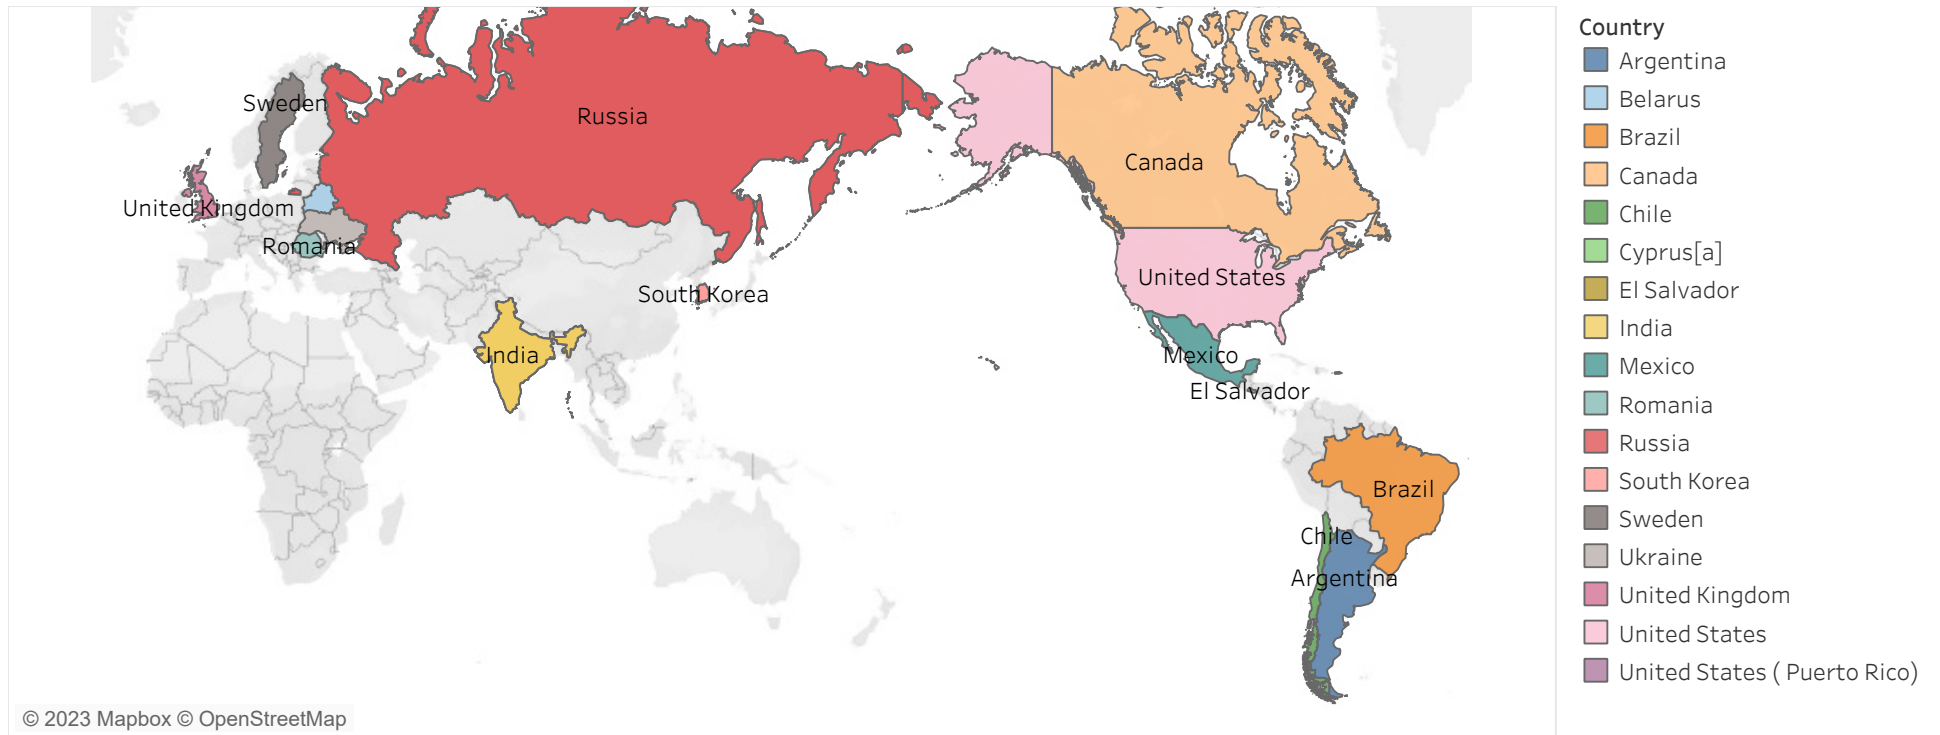 Sweden
Russia
Canada
United Kingdom
Romania
United States
South Korea
India
Mexico
El Salvador
Brazil
Chile
Argentina
© 2023 Mapbox © OpenStreetMap
Country
Argentina
Belarus
Brazil
Canada
Chile
Cyprus[a]
El Salvador
India
Mexico
Romania
Russia
South Korea
Sweden
Ukraine
United Kingdom
United States
United States ( Puerto Rico)